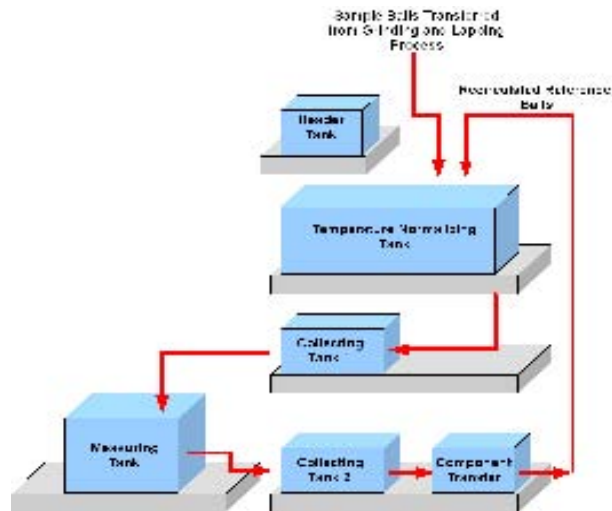 Sample Balls Transferred
from Grinding and Lapping
Process
Recirculated Reference
Balls
Header
Tank
Temperature Normalizing
Tank
Collecting
Tank
Measuring
Tank
Collecting
Tank 2
Component
Transfer